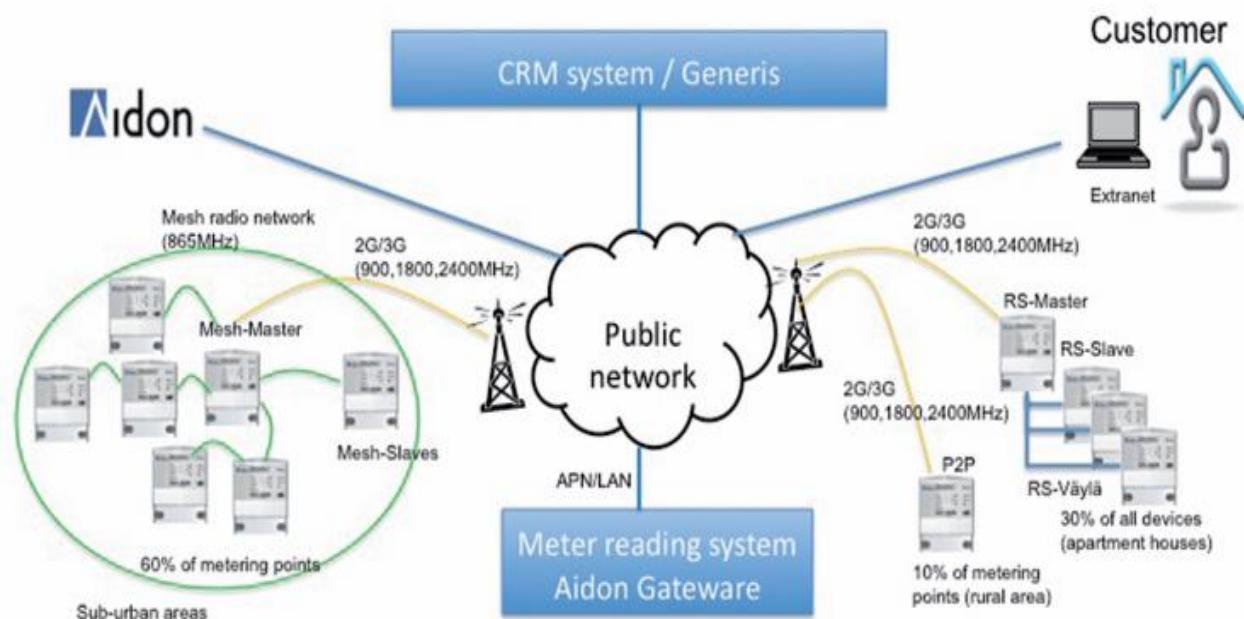 CRM system / Generis
Customer
Aidon
Extranet
Mesh radio network
(865MHz)
2G/3G
(900,1800,2400MHz)
2G/3G
(900,1800,2400MHz)
Mesh-Master
RS-Master
RS-Slave
Public
network
2G/3G
(900,1800,2400MHz)
Mesh-Slaves
P2P
APN/LAN
RS-Väylä
60% of metering points
30% of all devices
(apartment houses)
Meter reading system
Aidon Gateware
10% of metering
points (rural area)
Sub-urban areas